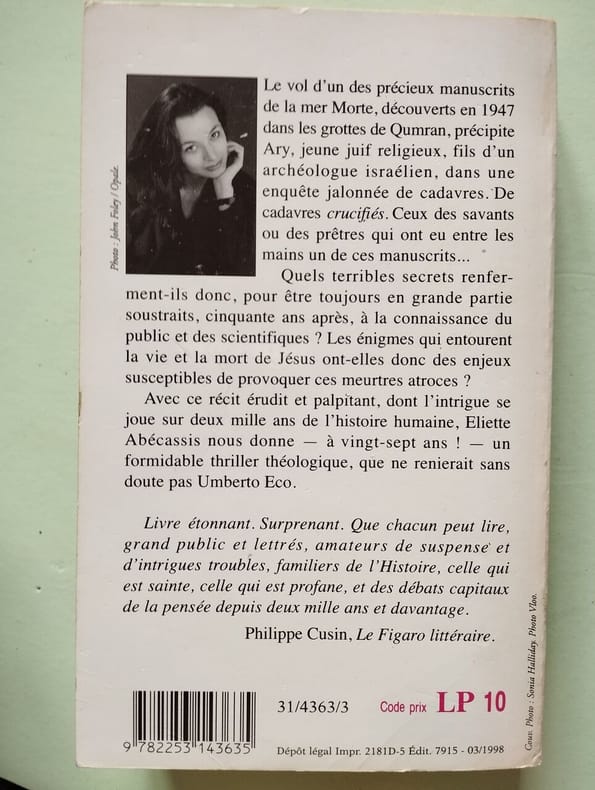 Le vol d'un des précieux manuscrits
de la mer Morte, découverts en 1947
dans les grottes de Qumran, précipite
Ary, jeune juif religieux, fils d'un
archéologue israélien, dans une
enquête jalonnée de cadavres. De
cadavres crucifiés. Ceux des savants
ou des prêtres qui ont eu entre les
mains un de ces manuscrits...
Photo : John Foley / Opale.
Quels terribles secrets renfer-
ment-ils donc, pour être toujours en grande partie
soustraits, cinquante ans après, à la connaissance du
public et des scientifiques ? Les énigmes qui entourent
la vie et la mort de Jésus ont-elles donc des enjeux
susceptibles de provoquer ces meurtres atroces ?
Avec ce récit érudit et palpitant, dont l'intrigue se
joue sur deux mille ans de l'histoire humaine, Eliette
Abécassis nous donne — à vingt-sept ans ! — un
formidable thriller théologique, que ne renierait sans
doute pas Umberto Eco.
Livre étonnant. Surprenant. Que chacun peut lire,
grand public et lettrés, amateurs de suspense et
d'intrigues troubles, familiers de l'Histoire, celle qui
est sainte, celle qui est profane, et des débats capitaux
de la pensée depuis deux mille ans et davantage.
Philippe Cusin, Le Figaro littéraire.
Couv. Photo : Sonia Halliday. Photo Vloo.
31/4363/3
Code prix LP 10
9 782253 143635
Dépôt légal Impr. 2181D-5 Édit. 7915 - 03/1998